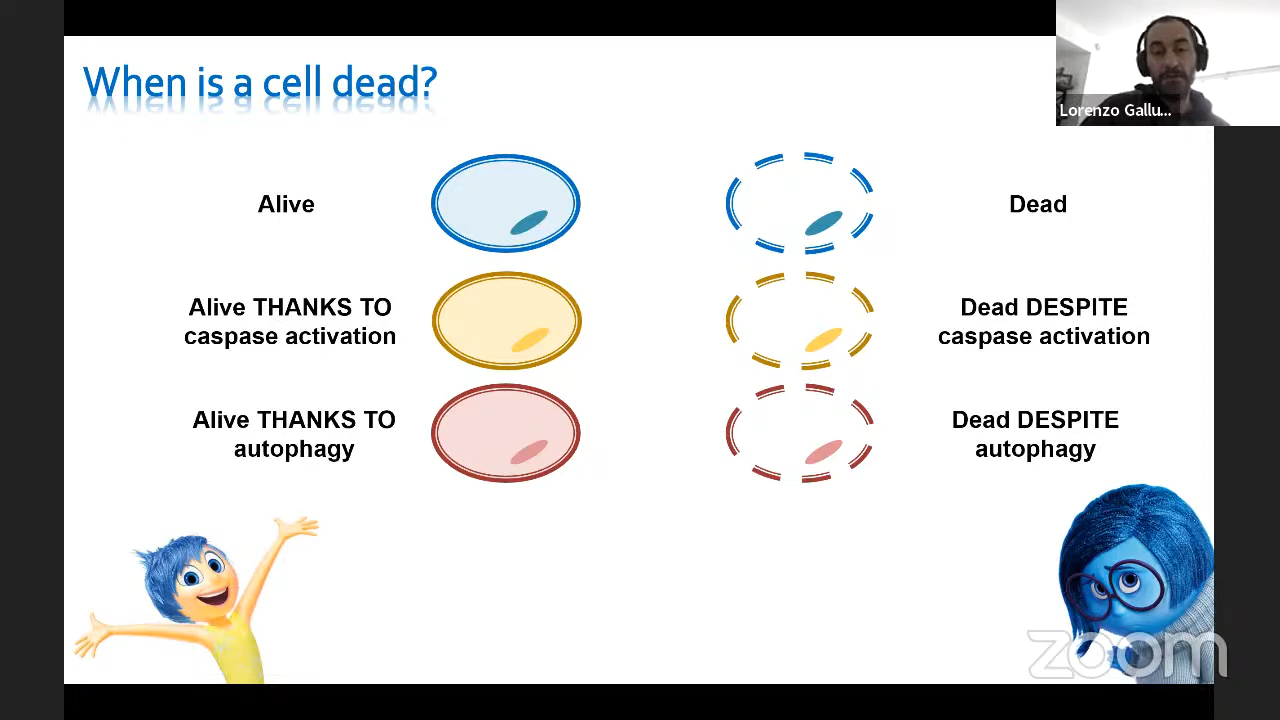 When is a cell dead?
Lorenzo Gallu...
Alive
Dead
Alive THANKS TO
caspase activation
Dead DESPITE
caspase activation
Alive THANKS TO
autophagy
Dead DESPITE
autophagy
zoom